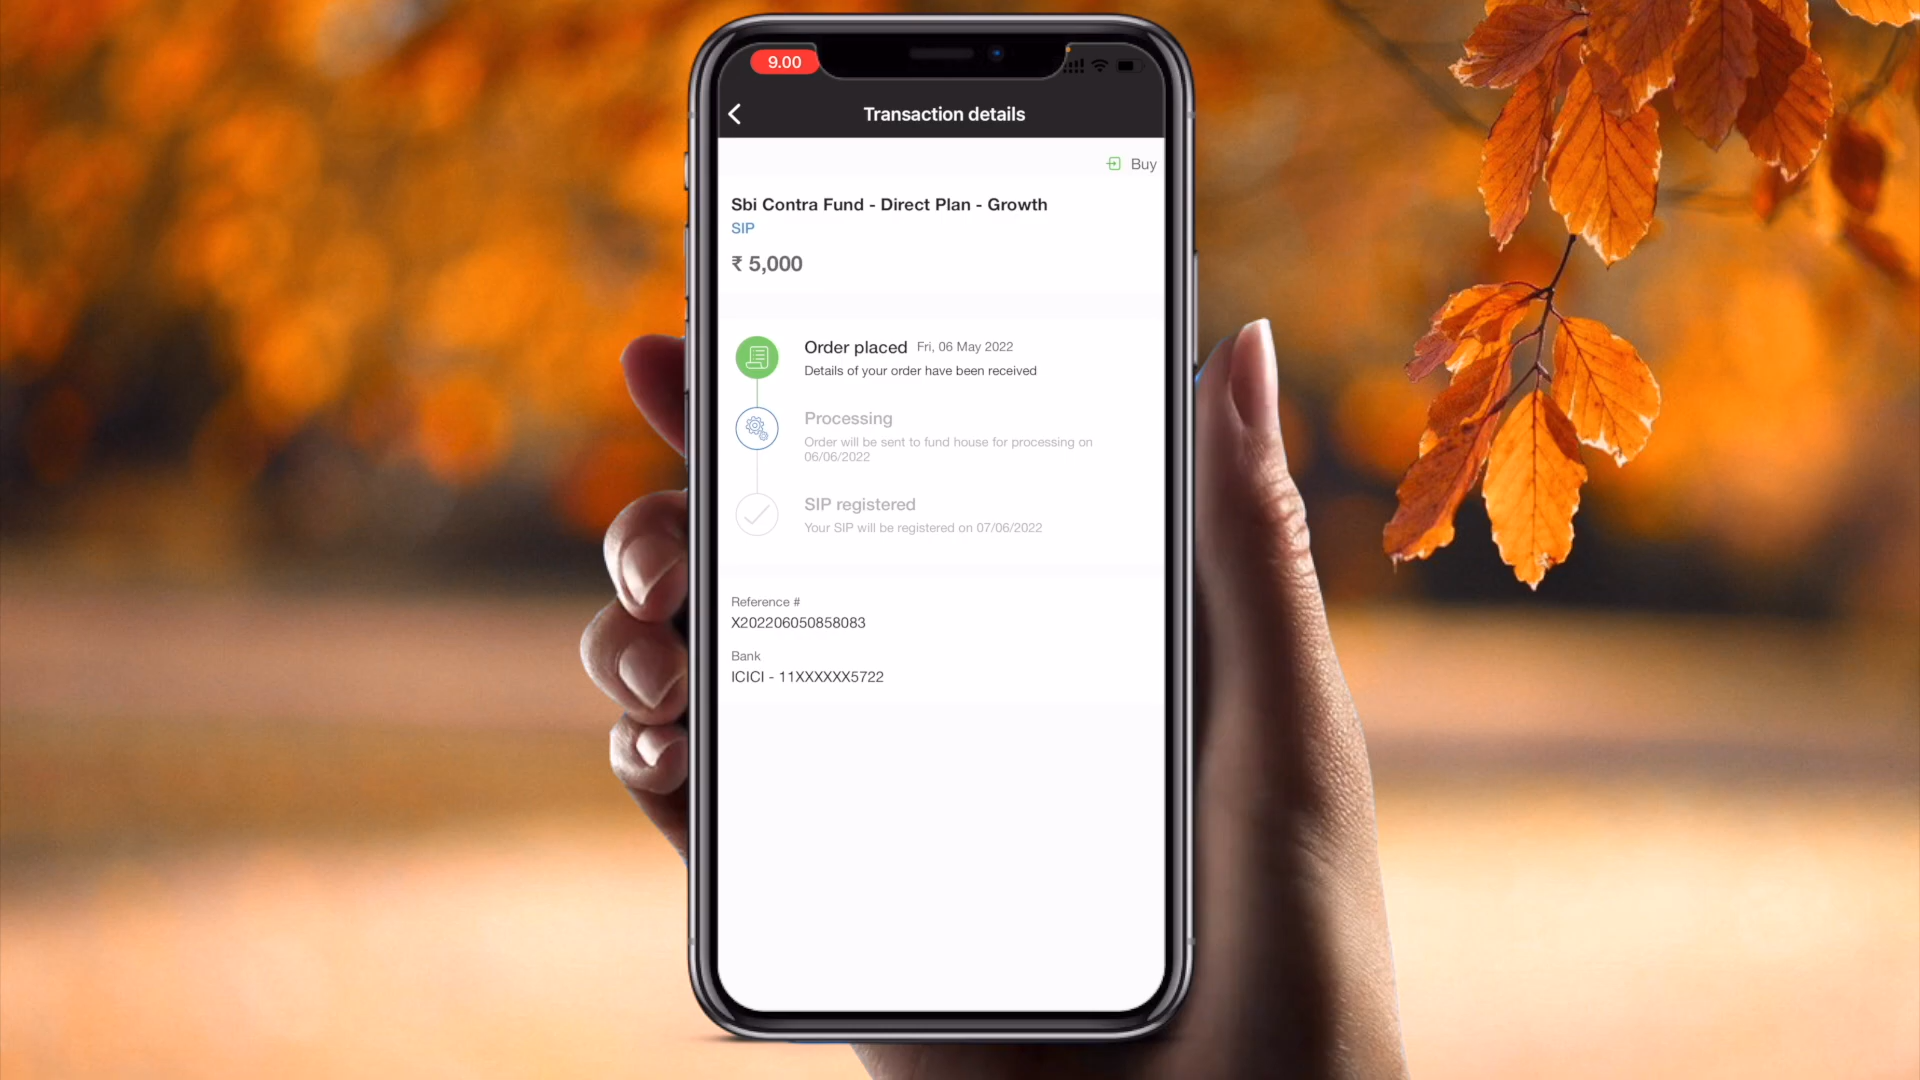 9.00
Transaction details
Buy
Sbi Contra Fund - Direct Plan - Growth
SIP
₹ 5,000
Order placed Fri, 06 May 2022
Details of your order have been received
Processing
Order will be sent to fund house for processing on
06/06/2022
SIP registered
Your SIP will be registered on 07/06/2022
Reference #
X202206050858083
Bank
ICICI - 11XXXXXX5722